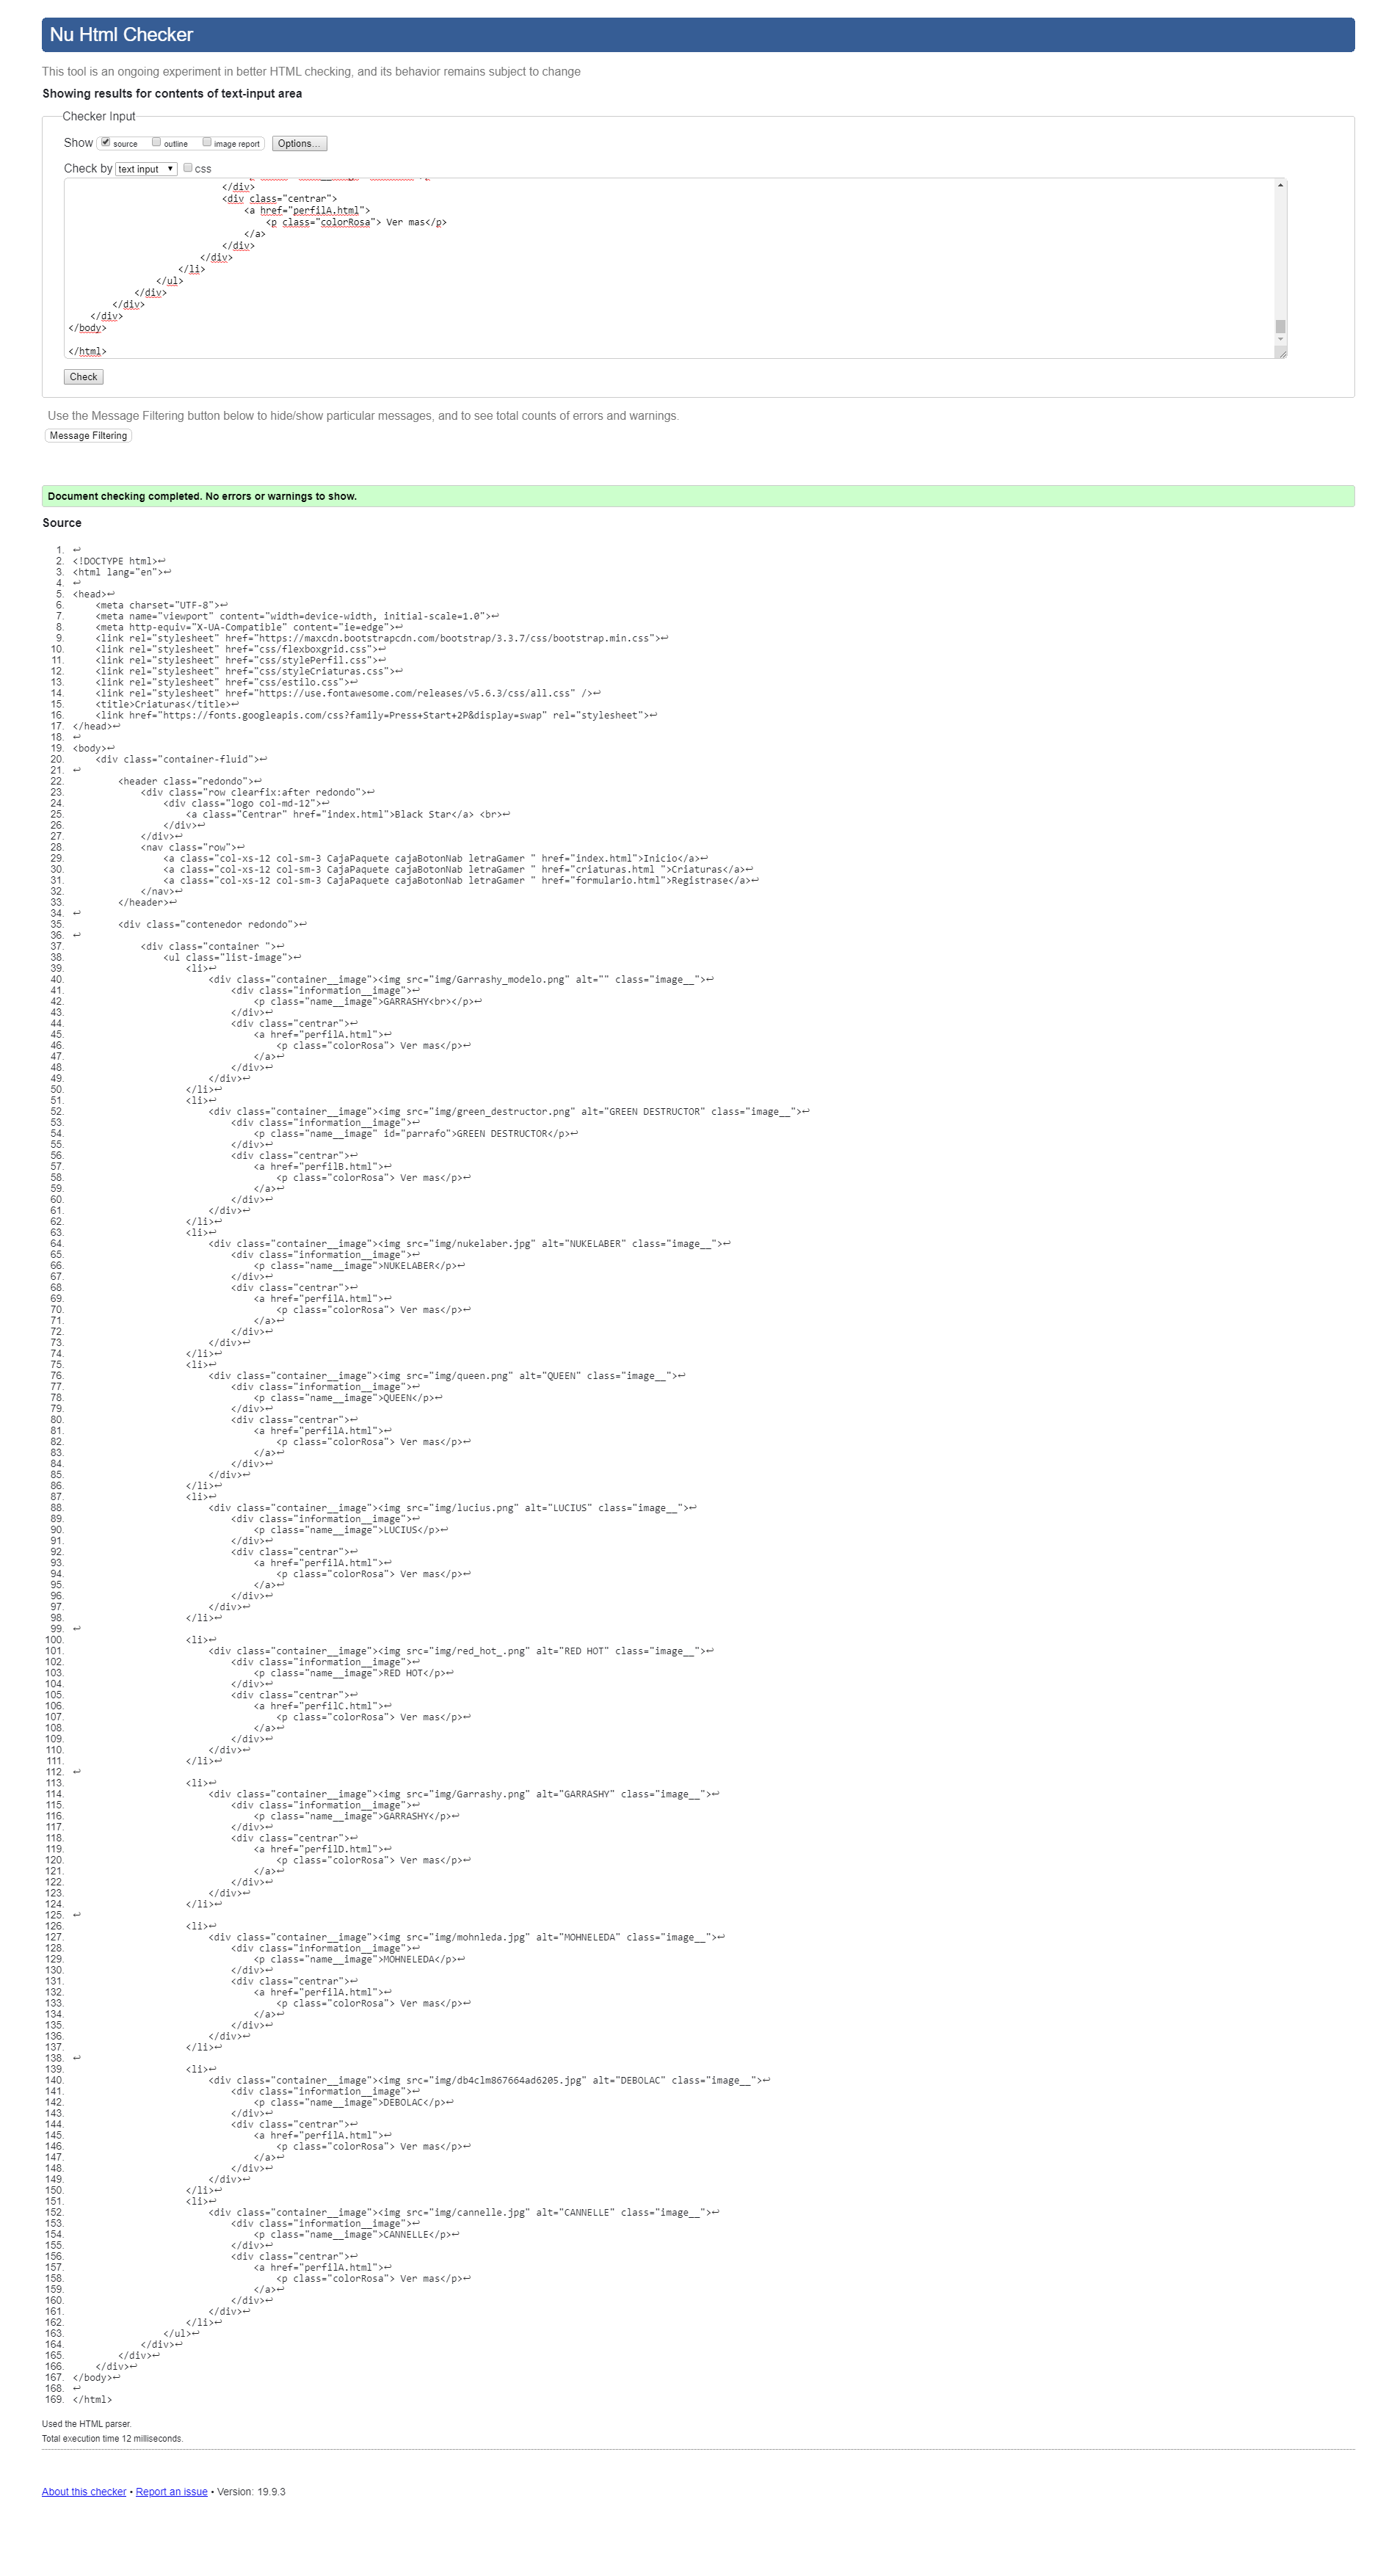 Nu Html Checker
This tool is an ongoing experiment in better HTML checking, and its behavior remains subject to change
Showing results for contents of text-input area
Checker Input
Show source outline image report Options...
Check by text input css
</div>
<div class="centrar">
<a href="perfilA.html">
<p class="colorRosa"> Ver mas</p>
</a>
</div>
</div>
</li>
</ul>
</div>
</div>
</div>
</body>
</html>
Check
Use the Message Filtering button below to hide/show particular messages, and to see total counts of errors and warnings.
Message Filtering
Document checking completed. No errors or warnings to show.
Source
1. ↩
2. <!DOCTYPE html>↩
3. <html lang="en">↩
4. ↩
5. <head>↩
6. <meta charset="UTF-8">↩
7. <meta name="viewport" content="width=device-width, initial-scale=1.0">↩
8. <meta http-equiv="X-UA-Compatible" content="ie=edge">↩
9. <link rel="stylesheet" href="https://maxcdn.bootstrapcdn.com/bootstrap/3.3.7/css/bootstrap.min.css">↩
10. <link rel="stylesheet" href="css/flexboxgrid.css">↩
11. <link rel="stylesheet" href="css/stylePerfil.css">↩
12. <link rel="stylesheet" href="css/styleCriaturas.css">↩
13. <link rel="stylesheet" href="css/estilo.css">↩
14. <link rel="stylesheet" href="https://use.fontawesome.com/releases/v5.6.3/css/all.css" />↩
15. <title>Criaturas</title>↩
16. <link href="https://fonts.googleapis.com/css?family=Press+Start+2P&display=swap" rel="stylesheet">↩
17. </head>↩
18. ↩
19. <body>↩
20. <div class="container-fluid">↩
21. ↩
22. <header class="redondo">↩
23. <div class="row clearfix:after redondo">↩
24. <div class="logo col-md-12">↩
25. <a class="Centrar" href="index.html">Black Star</a> <br>↩
26. </div>↩
27. </div>↩
28. <nav class="row">↩
29. <a class="col-xs-12 col-sm-3 CajaPaquete cajaBotonNab letraGamer " href="index.html">Inicio</a>↩
30. <a class="col-xs-12 col-sm-3 CajaPaquete cajaBotonNab letraGamer " href="criaturas.html ">Criaturas</a>↩
31. <a class="col-xs-12 col-sm-3 CajaPaquete cajaBotonNab letraGamer " href="formulario.html">Registrase</a>↩
32. </nav>↩
33. </header>↩
34. ↩
35. <div class="contenedor redondo">↩
36. ↩
37. <div class="container ">↩
38. <ul class="list-image">↩
39. <li>↩
40. <div class="container__image"><img src="img/Garrashy_modelo.png" alt="" class="image__">↩
41. <div class="information__image">↩
42. <p class="name__image">GARRASHY<br></p>↩
43. </div>↩
44. <div class="centrar">↩
45. <a href="perfilA.html">↩
46. <p class="colorRosa"> Ver mas</p>↩
47. </a>↩
48. </div>↩
49. </div>↩
50. </li>↩
51. <li>↩
52. <div class="container__image"><img src="img/green_destructor.png" alt="GREEN DESTRUCTOR" class="image__">↩
53. <div class="information__image">↩
54. <p class="name__image" id="parrafo">GREEN DESTRUCTOR</p>↩
55. </div>↩
56. <div class="centrar">↩
57. <a href="perfilB.html">↩
58. <p class="colorRosa"> Ver mas</p>↩
59. </a>↩
60. </div>↩
61. </div>↩
62. </li>↩
63. <li>↩
64. <div class="container__image"><img src="img/nukelaber.jpg" alt="NUKELABER" class="image__">↩
65. <div class="information__image">↩
66. <p class="name__image">NUKELABER</p>↩
67. </div>↩
68. <div class="centrar">↩
69. <a href="perfilA.html">↩
70. <p class="colorRosa"> Ver mas</p>↩
71. </a>↩
72. </div>↩
73. </div>↩
74. </li>↩
75. <li>↩
76. <div class="container__image"><img src="img/queen.png" alt="QUEEN" class="image__">↩
77. <div class="information__image">↩
78. <p class="name__image">QUEEN</p>↩
79. </div>↩
80. <div class="centrar">↩
81. <a href="perfilA.html">↩
82. <p class="colorRosa"> Ver mas</p>↩
83. </a>↩
84. </div>↩
85. </div>↩
86. </li>↩
87. <li>↩
88. <div class="container__image"><img src="img/lucius.png" alt="LUCIUS" class="image__">↩
89. <div class="information__image">↩
90. <p class="name__image">LUCIUS</p>↩
91. </div>↩
92. <div class="centrar">↩
93. <a href="perfilA.html">↩
94. <p class="colorRosa"> Ver mas</p>↩
95. </a>↩
96. </div>↩
97. </div>↩
98. </li>↩
99. ↩
100. <li>↩
101. <div class="container__image"><img src="img/red_hot_.png" alt="RED HOT" class="image__">↩
102. <div class="information__image">↩
103. <p class="name__image">RED HOT</p>↩
104. </div>↩
105. <div class="centrar">↩
106. <a href="perfilC.html">↩
107. <p class="colorRosa"> Ver mas</p>↩
108. </a>↩
109. </div>↩
110. </div>↩
111. </li>↩
112. ↩
113. <li>↩
114. <div class="container__image"><img src="img/Garrashy.png" alt="GARRASHY" class="image__">↩
115. <div class="information__image">↩
116. <p class="name__image">GARRASHY</p>↩
117. </div>↩
118. <div class="centrar">↩
119. <a href="perfilD.html">↩
120. <p class="colorRosa"> Ver mas</p>↩
121. </a>↩
122. </div>↩
123. </div>↩
124. </li>↩
125. ↩
126. <li>↩
127. <div class="container__image"><img src="img/mohnleda.jpg" alt="MOHNELEDA" class="image__">↩
128. <div class="information__image">↩
129. <p class="name__image">MOHNELEDA</p>↩
130. </div>↩
131. <div class="centrar">↩
132. <a href="perfilA.html">↩
133. <p class="colorRosa"> Ver mas</p>↩
134. </a>↩
135. </div>↩
136. </div>↩
137. </li>↩
138. ↩
139. <li>↩
140. <div class="container__image"><img src="img/db4clm867664ad6205.jpg" alt="DEBOLAC" class="image__">↩
141. <div class="information__image">↩
142. <p class="name__image">DEBOLAC</p>↩
143. </div>↩
144. <div class="centrar">↩
145. <a href="perfilA.html">↩
146. <p class="colorRosa"> Ver mas</p>↩
147. </a>↩
148. </div>↩
149. </div>↩
150. </li>↩
151. <li>↩
152. <div class="container__image"><img src="img/cannelle.jpg" alt="CANNELLE" class="image__">↩
153. <div class="information__image">↩
154. <p class="name__image">CANNELLE</p>↩
155. </div>↩
156. <div class="centrar">↩
157. <a href="perfilA.html">↩
158. <p class="colorRosa"> Ver mas</p>↩
159. </a>↩
160. </div>↩
161. </div>↩
162. </li>↩
163. </ul>↩
164. </div>↩
165. </div>↩
166. </div>↩
167. </body>↩
168. ↩
169. </html>
Used the HTML parser.
Total execution time 12 milliseconds.
About this checker • Report an issue • Version: 19.9.3